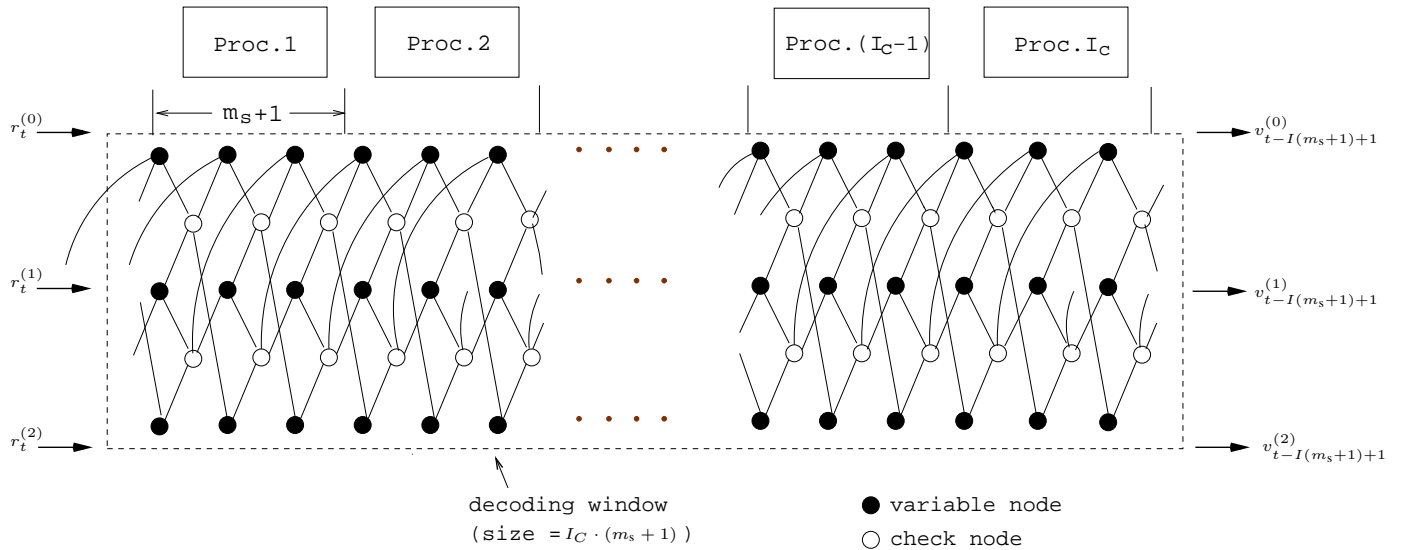 Proc.1
Proc.2
Proc.(I_C-1)
Proc.I_C
m_s+1
r_t^{(0)}
v_{t-I(m_s+1)+1}^{(0)}
r_t^{(1)}
v_{t-I(m_s+1)+1}^{(1)}
r_t^{(2)}
v_{t-I(m_s+1)+1}^{(2)}
decoding window
(size = I_C · (m_s + 1) )
variable node
check node